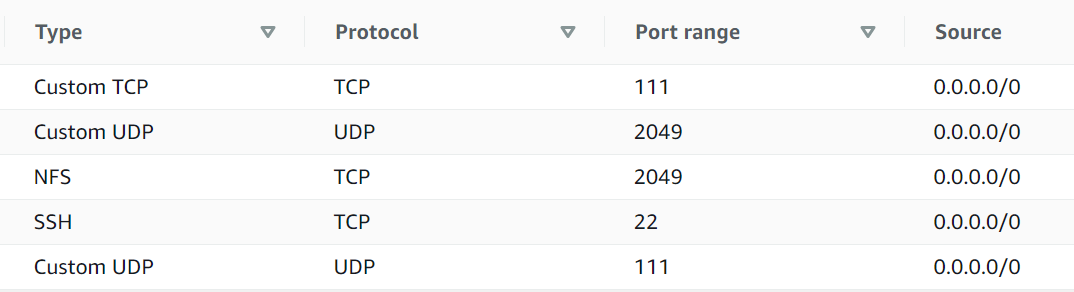 Type Protocol Port range Source
Custom TCP TCP 111 0.0.0.0/0
Custom UDP UDP 2049 0.0.0.0/0
NFS TCP 2049 0.0.0.0/0
SSH TCP 22 0.0.0.0/0
Custom UDP UDP 111 0.0.0.0/0